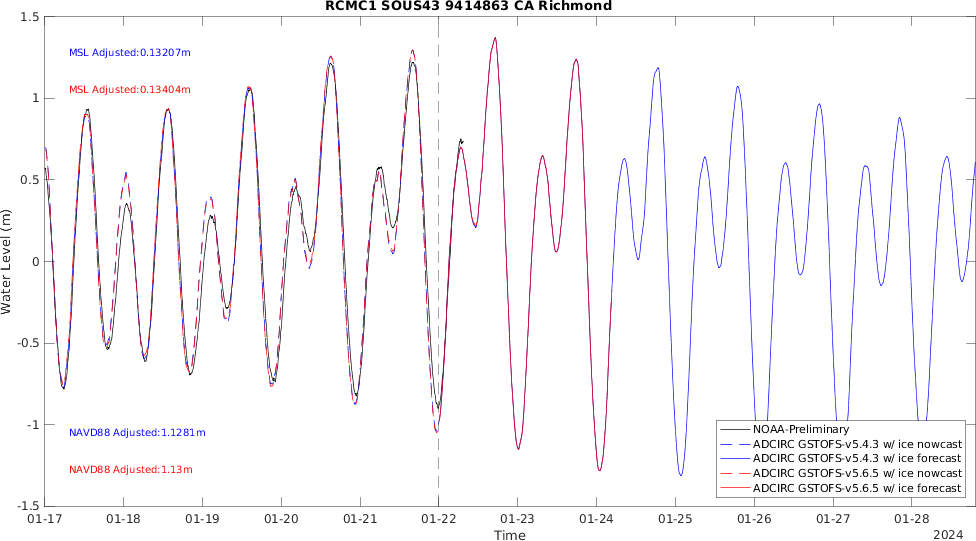 RCMC1 SOUS43 9414863 CA Richmond
1.5
1
0.5
0
-0.5
-1
-1.5
Water Level (m)
MSL Adjusted:0.13207m
MSL Adjusted:0.13404m
NAVD88 Adjusted:1.1281m
NAVD88 Adjusted:1.13m
NOAA-Preliminary
ADCIRC GSTOFS-v5.4.3 w/ ice nowcast
ADCIRC GSTOFS-v5.4.3 w/ ice forecast
ADCIRC GSTOFS-v5.6.5 w/ ice nowcast
ADCIRC GSTOFS-v5.6.5 w/ ice forecast
01-17 01-18 01-19 01-20 01-21 01-22 01-23 01-24 01-25 01-26 01-27 01-28
Time
2024